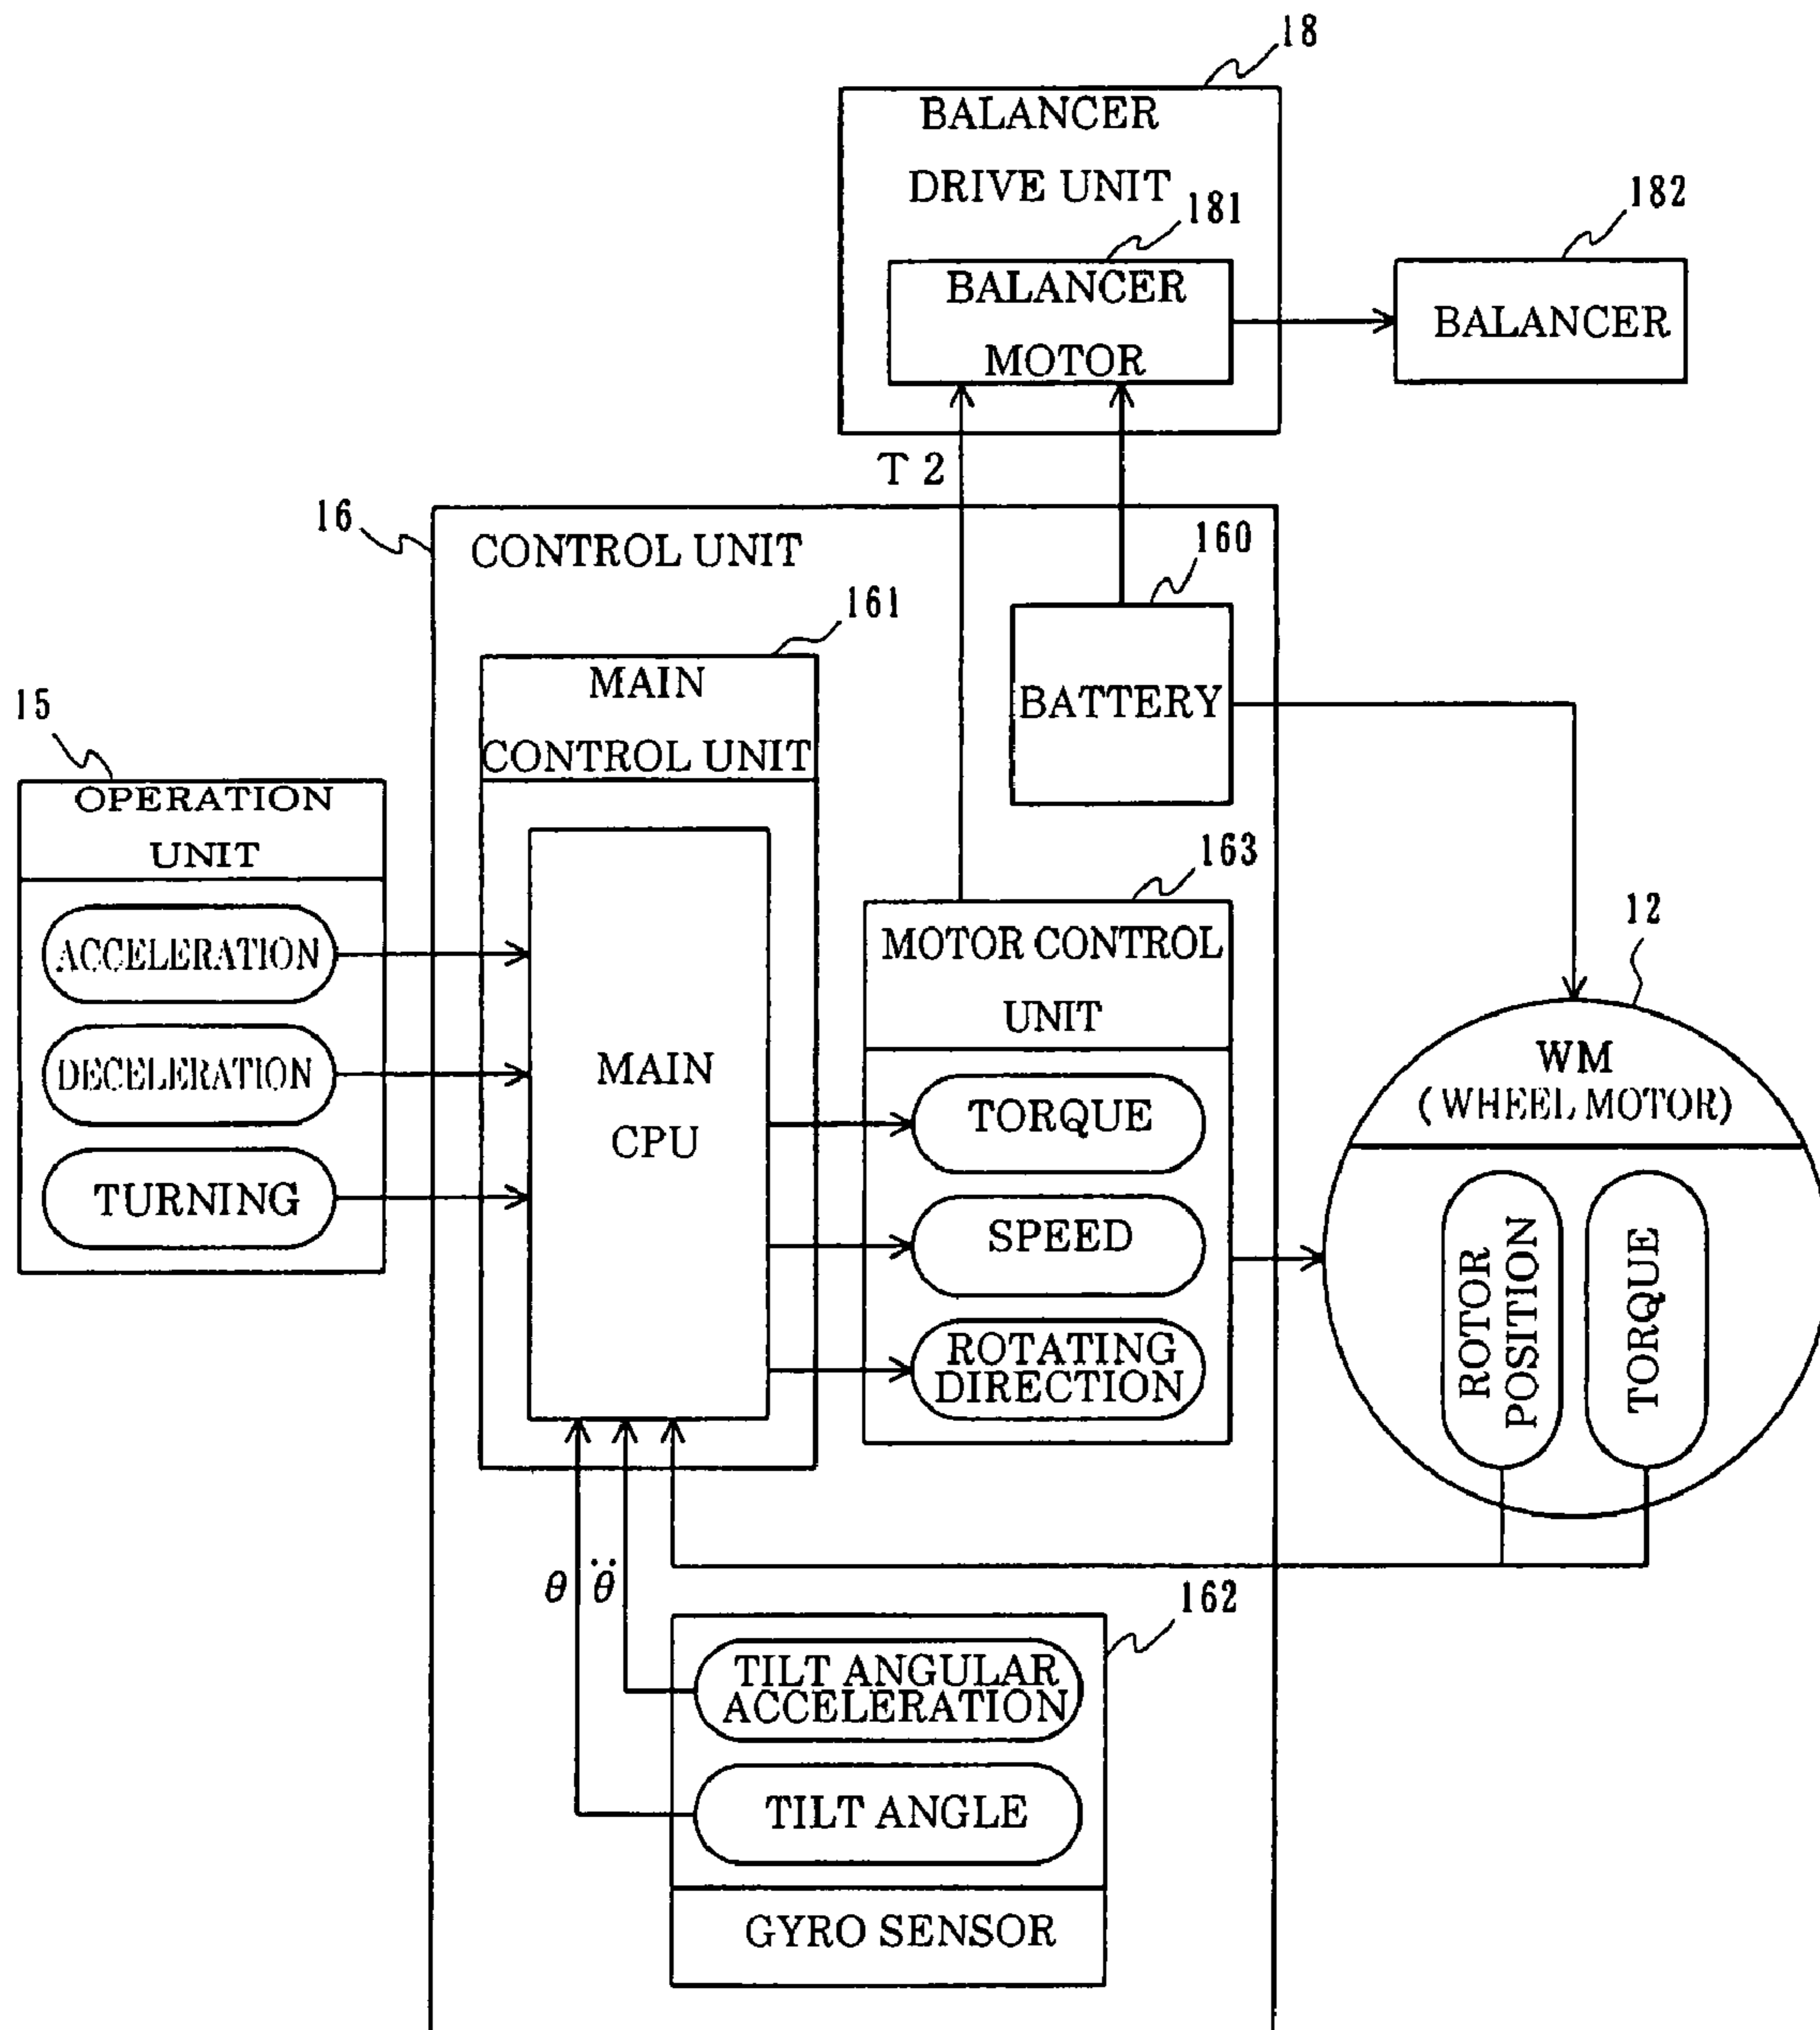 18
BALANCER
DRIVE UNIT
181
BALANCER
MOTOR
182
BALANCER
T 2
16
CONTROL UNIT
160
BATTERY
161
MAIN
CONTROL UNIT
15
OPERATION
UNIT
ACCELERATION
DECELERATION
TURNING
MAIN
CPU
163
MOTOR CONTROL
UNIT
TORQUE
SPEED
ROTATING
DIRECTION
12
WM
(WHEEL MOTOR)
ROTOR
POSITION
TORQUE
θ θ̈
162
TILT ANGULAR
ACCELERATION
TILT ANGLE
GYRO SENSOR